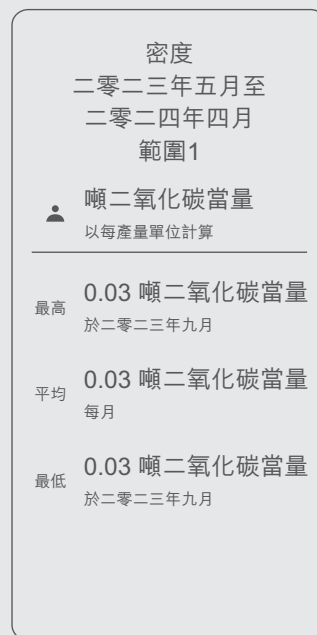 密度
二零二三年五月至
二零二四年四月
範圍1
噸二氧化碳當量
以每產量單位計算
最高 0.03 噸二氧化碳當量
於二零二三年九月
平均 0.03 噸二氧化碳當量
每月
最低 0.03 噸二氧化碳當量
於二零二三年九月